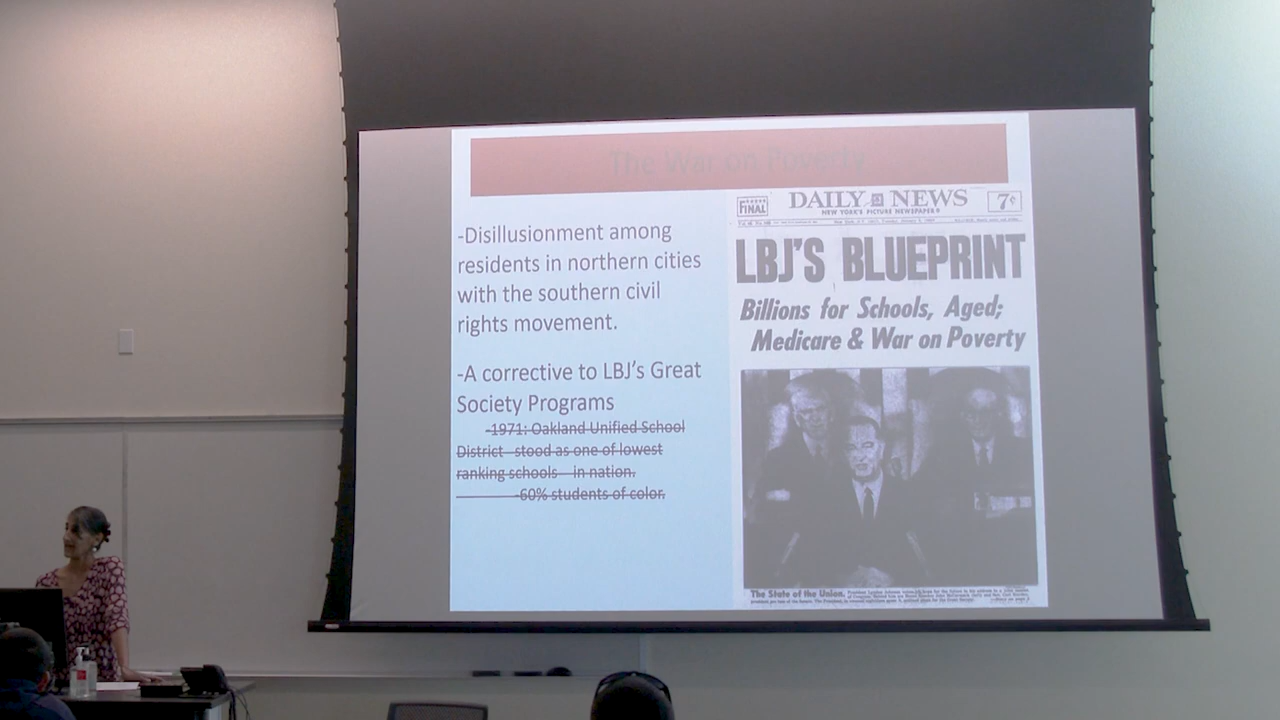 The War on Poverty
-Disillusionment among
residents in northern cities
with the southern civil
rights movement.
-A corrective to LBJ's Great
Society Programs
-1971: Oakland Unified School
District stood as one of lowest
ranking schools in nation.
-60% students of color.
FINAL
DAILY NEWS
7¢
NEW YORK'S PICTURE NEWSPAPER
LBJ'S BLUEPRINT
Billions for Schools, Aged;
Medicare & War on Poverty
The State of the Union.